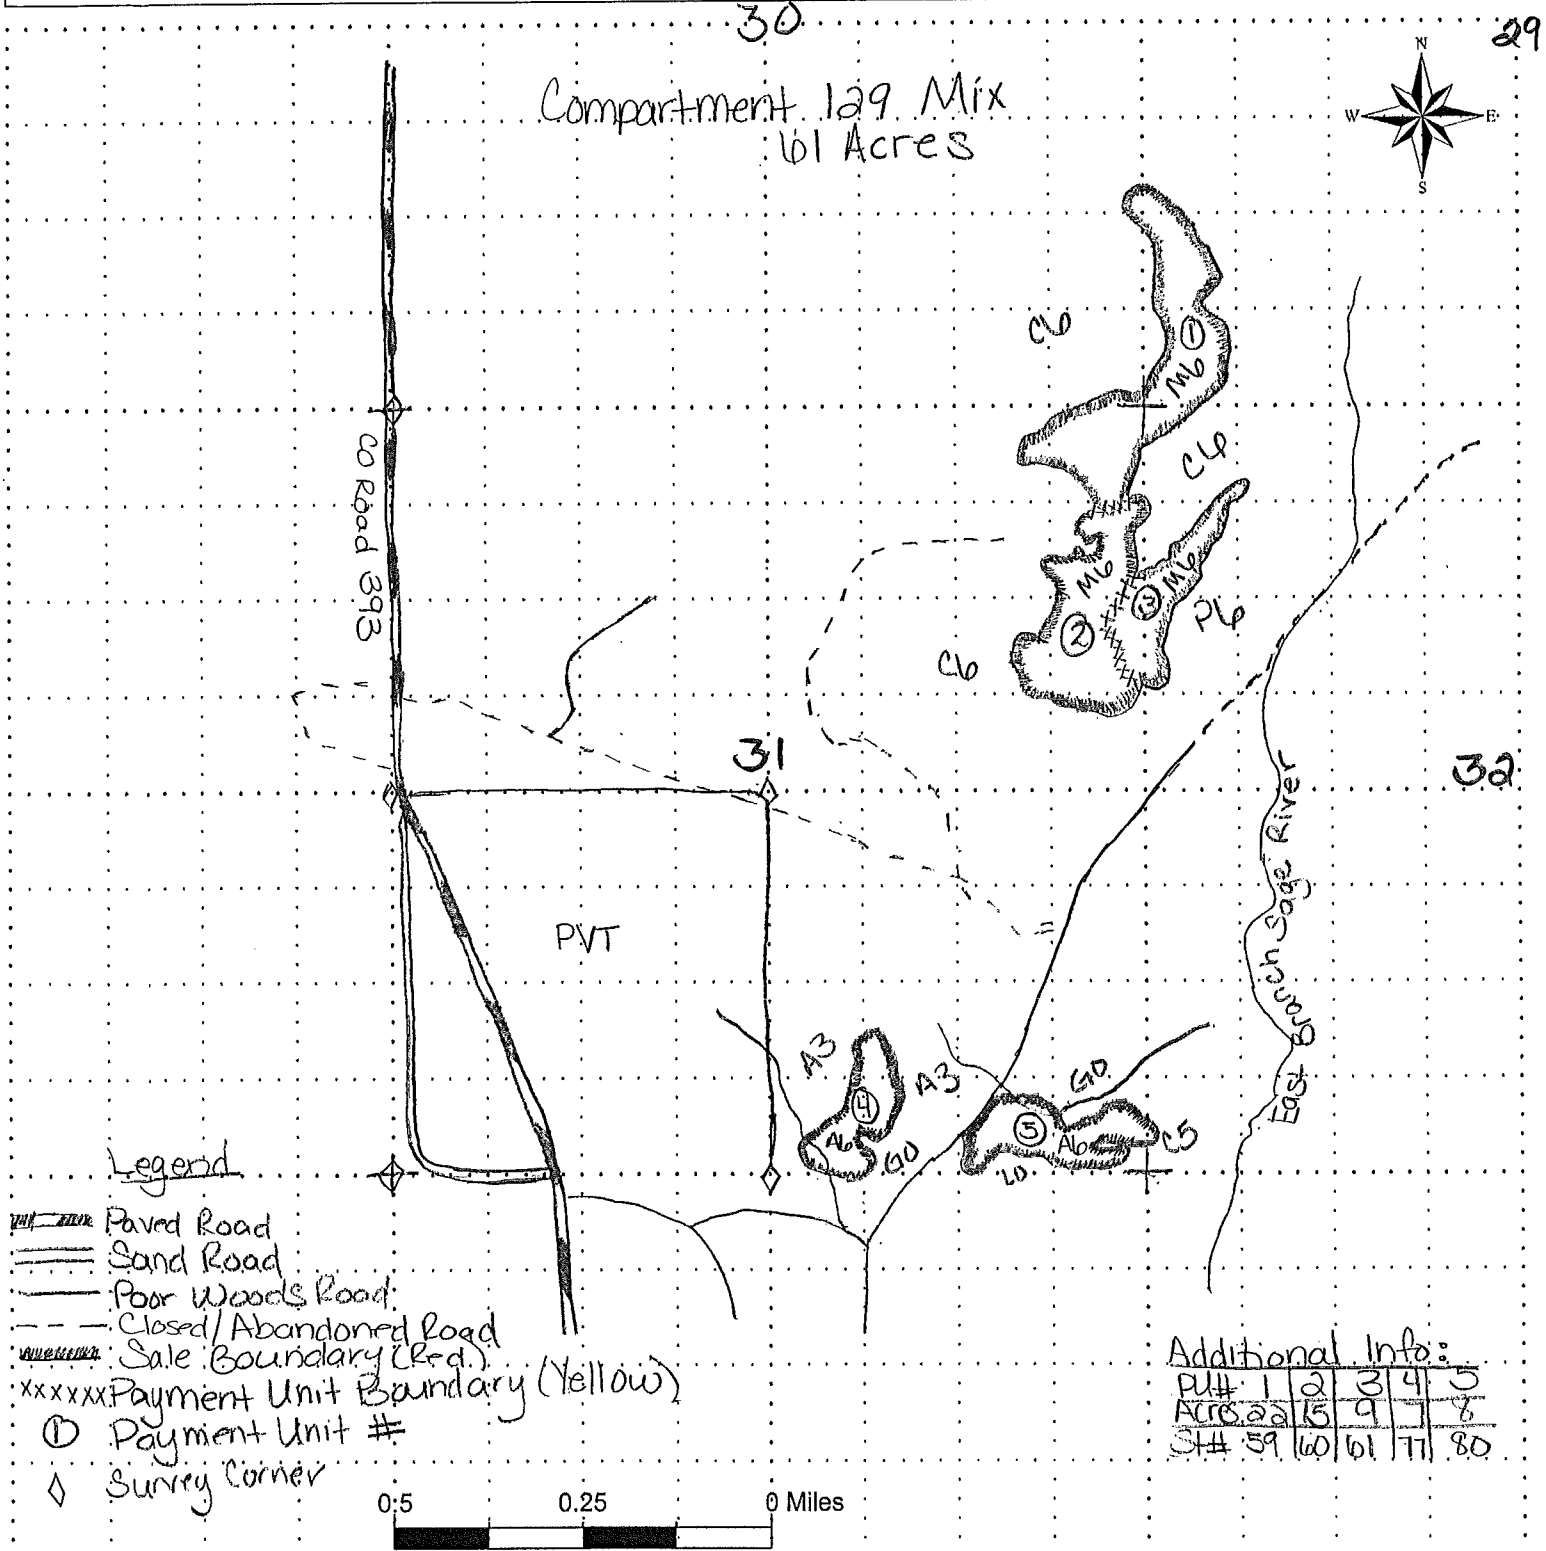 30
29
Compartment 129 Mix
61 Acres
N
W E
S
C6
1
M6
C6
Co Road 393
M6
M6
3
2
P6
C6
31
32
East Branch Sage River
PVT
A3
A3
4
A6
G0
G0
5
A6
C5
Legend
Paved Road
Sand Road
Poor Woods Road
Closed/Abandoned Road
Sale Boundary (Red)
xxxxxx Payment Unit Boundary (Yellow)
1 Payment Unit #
Survey Corner
Additional Info:
PU# 1 2 3 4 5
Acres 22 15 9 7 8
St# 59 60 61 77 80
0.5 0.25 0 Miles